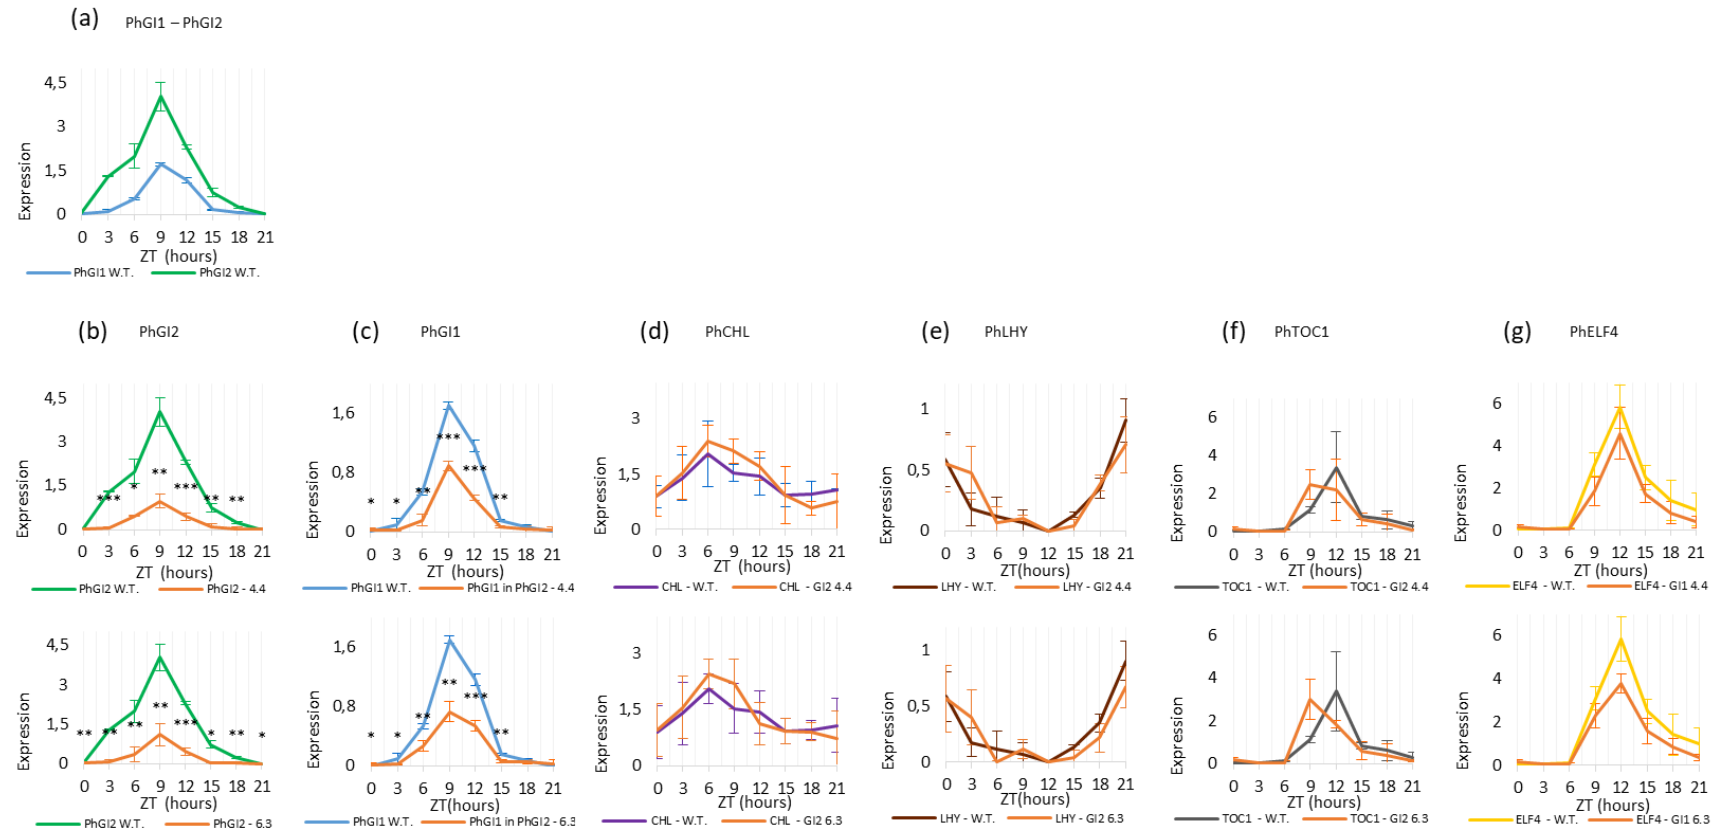 (a) PhGI1 – PhGI2
4,5
3
1,5
0
Expression
0 3 6 9 12 15 18 21
ZT (hours)
PhGI1 W.T. PhGI2 W.T.
(b) PhGI2 (c) PhGI1 (d) PhCHL (e) PhLHY (f) PhTOC1 (g) PhELF4
4,5
3
1,5
0
Expression
*** * ** *** ** **
0 3 6 9 12 15 18 21
ZT (hours)
PhGI2 W.T. PhGI2 - 4.4
1,6
0,8
0
Expression
* * ** *** *** **
0 3 6 9 12 15 18 21
ZT (hours)
PhGI1 W.T. PhGI1 in PhGI2 - 4.4
3
1,5
0
Expression
0 3 6 9 12 15 18 21
ZT (hours)
CHL - W.T. CHL - GI2 4.4
1
0,5
0
Expression
0 3 6 9 12 15 18 21
ZT(hours)
LHY - W.T. LHY - GI2 4.4
6
4
2
0
Expression
0 3 6 9 12 15 18 21
ZT (hours)
TOC1 - W.T. TOC1 - GI2 4.4
6
4
2
0
Expression
0 3 6 9 12 15 18 21
ZT (hours)
ELF4 - W.T. ELF4 - GI1 4.4
4,5
3
1,5
0
Expression
** ** ** ** *** * ** *
0 3 6 9 12 15 18 21
ZT (hours)
PhGI2 W.T. PhGI2 - 6.3
1,6
0,8
0
Expression
* * ** ** *** **
0 3 6 9 12 15 18 21
ZT(hours)
PhGI1 W.T. PhGI1 in PhGI2 - 6.3
3
1,5
0
Expression
0 3 6 9 12 15 18 21
ZT (hours)
CHL - W.T. CHL - GI2 6.3
1
0,5
0
Expression
0 3 6 9 12 15 18 21
ZT(hours)
LHY - W.T. LHY - GI2 6.3
6
4
2
0
Expression
0 3 6 9 12 15 18 21
ZT (hours)
TOC1 - W.T. TOC1 - GI2 6.3
6
4
2
0
Expression
0 3 6 9 12 15 18 21
ZT (hours)
ELF4 - W.T. ELF4 - GI1 6.3